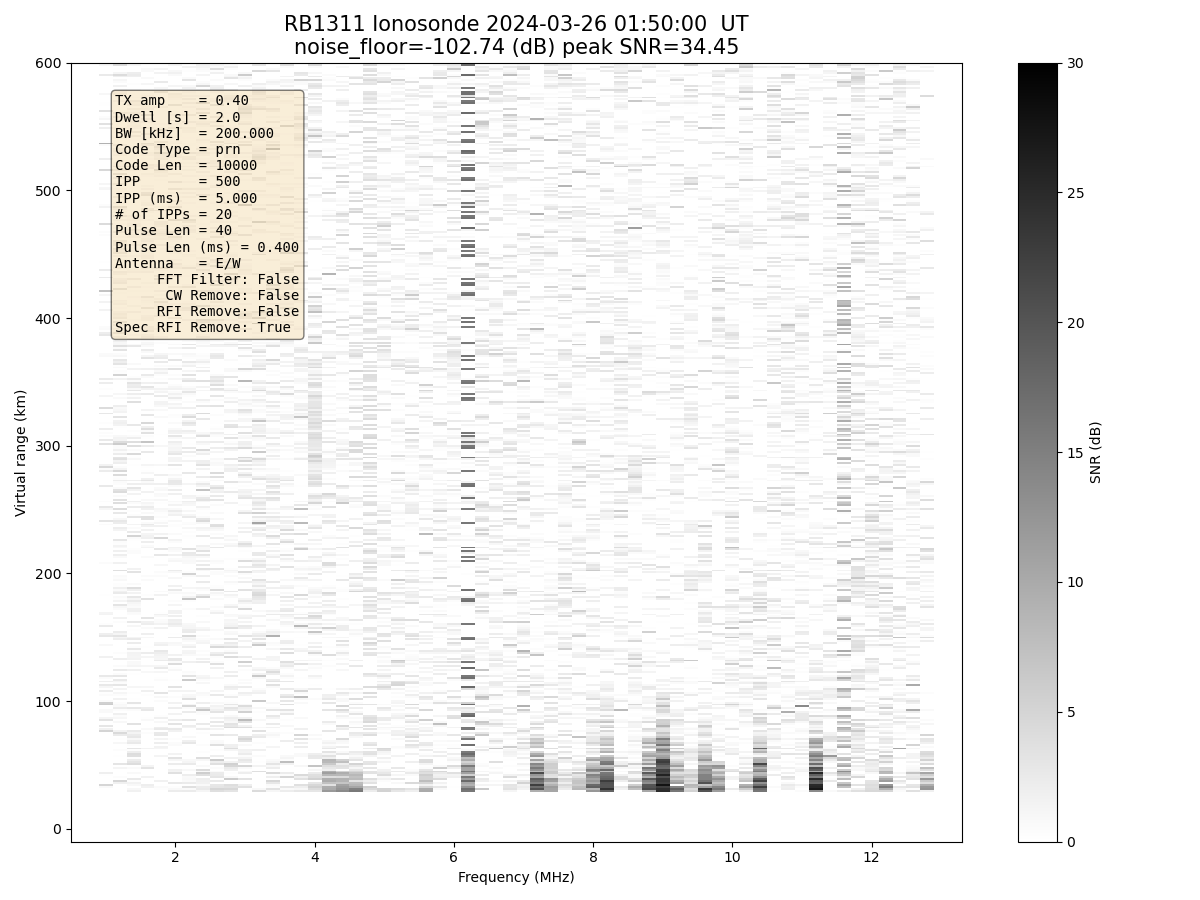 RB1311 Ionosonde 2024-03-26 01:50:00  UT
noise_floor=-102.74 (dB) peak SNR=34.45
TX amp    = 0.40
Dwell [s] = 2.0
BW [kHz]  = 200.000
Code Type = prn
Code Len  = 10000
IPP       = 500
IPP (ms)  = 5.000
# of IPPs = 20
Pulse Len = 40
Pulse Len (ms) = 0.400
Antenna   = E/W
FFT Filter: False
CW Remove: False
RFI Remove: False
Spec RFI Remove: True
600
500
400
300
200
100
0
Virtual range (km)
2 4 6 8 10 12
Frequency (MHz)
30
25
20
15
10
5
0
SNR (dB)